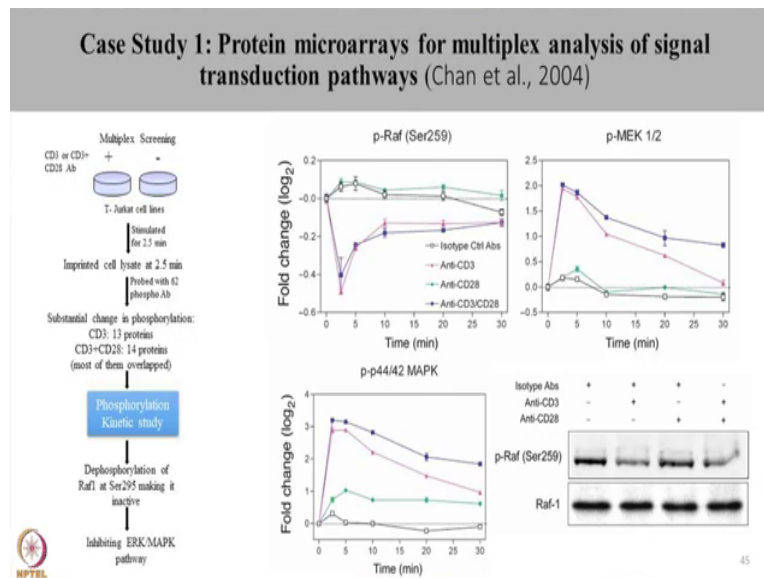 Case Study 1: Protein microarrays for multiplex analysis of signal
transduction pathways (Chan et al., 2004)
Multiplex Screening
CD3 or CD3+
CD28 Ab
+
-
T- Jurkat cell lines
Stimulated
for 2.5 min
Imprinted cell lysate at 2.5 min
Probed with 62
phospho Ab
Substantial change in phosphorylation:
CD3: 13 proteins
CD3+CD28: 14 proteins
(most of them overlapped)
Phosphorylation
Kinetic study
Dephosphorylation of
Raf1 at Ser295 making it
inactive
Inhibiting ERK/MAPK
pathway
NPTEL
p-Raf (Ser259)
Fold change (log2)
0.2
0.0
−0.2
−0.4
−0.6
Isotype Ctrl Abs
Anti-CD3
Anti-CD28
Anti-CD3/CD28
0 5 10 15 20 25 30
Time (min)
p-MEK 1/2
Fold change (log2)
2.5
2.0
1.5
1.0
0.5
0.0
−0.5
0 5 10 15 20 25 30
Time (min)
p-p44/42 MAPK
Fold change (log2)
4
3
2
1
0
0 5 10 15 20 25 30
Time (min)
Isotype Abs + + + -
Anti-CD3 - + - +
Anti-CD28 - - + +
p-Raf (Ser259)
Raf-1
45